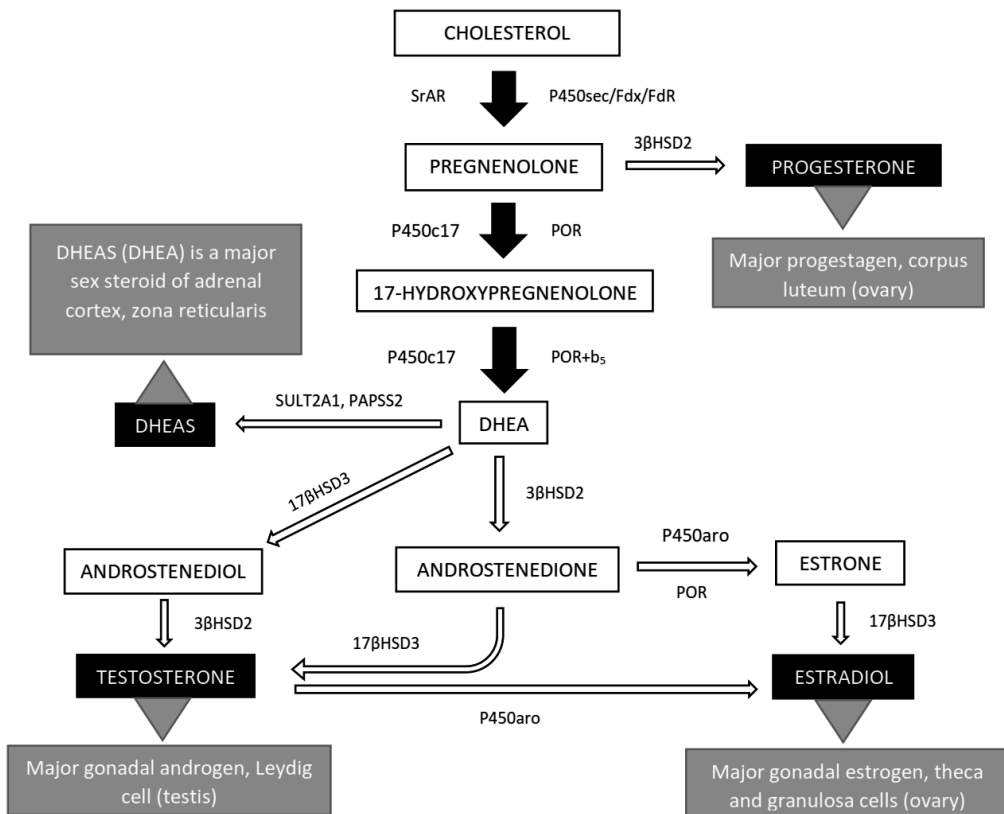 CHOLESTEROL
SrAR
P450sec/Fdx/FdR
PREGNENOLONE
3βHSD2
PROGESTERONE
P450c17
POR
DHEAS (DHEA) is a major
sex steroid of adrenal
cortex, zona reticularis
Major progestagen, corpus
luteum (ovary)
17-HYDROXYPREGNENOLONE
P450c17
POR+b₅
SULT2A1, PAPSS2
DHEAS
DHEA
17βHSD3
3βHSD2
P450aro
ANDROSTENEDIOL
ANDROSTENEDIONE
ESTRONE
POR
3βHSD2
17βHSD3
17βHSD3
TESTOSTERONE
ESTRADIOL
P450aro
Major gonadal androgen, Leydig
cell (testis)
Major gonadal estrogen, theca
and granulosa cells (ovary)